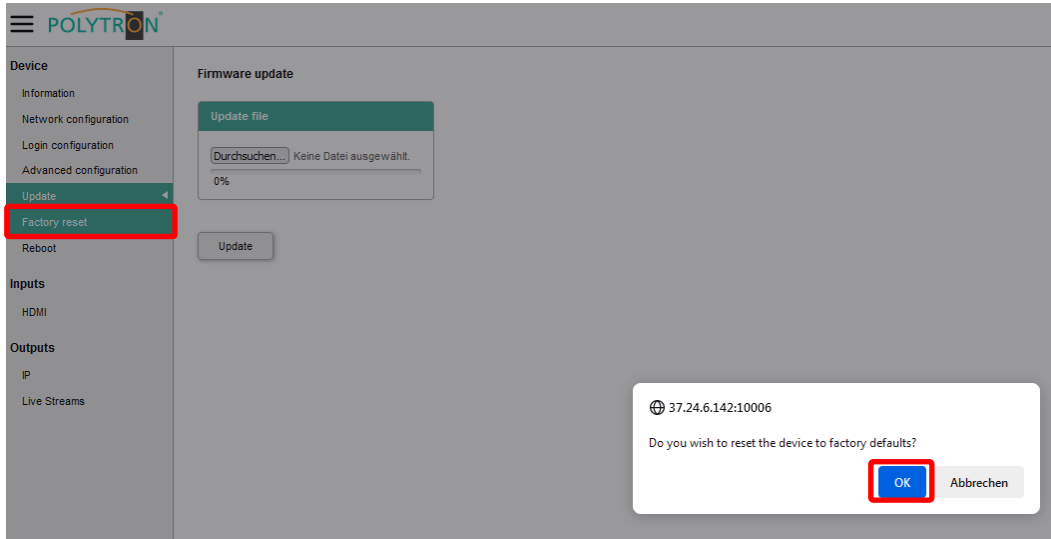 POLYTRON
Device
Information
Network configuration
Login configuration
Advanced configuration
Update
Factory reset
Reboot
Inputs
HDMI
Outputs
IP
Live Streams
Firmware update
Update file
Durchsuchen... Keine Datei ausgewählt.
0%
Update
37.24.6.142:10006
Do you wish to reset the device to factory defaults?
OK Abbrechen